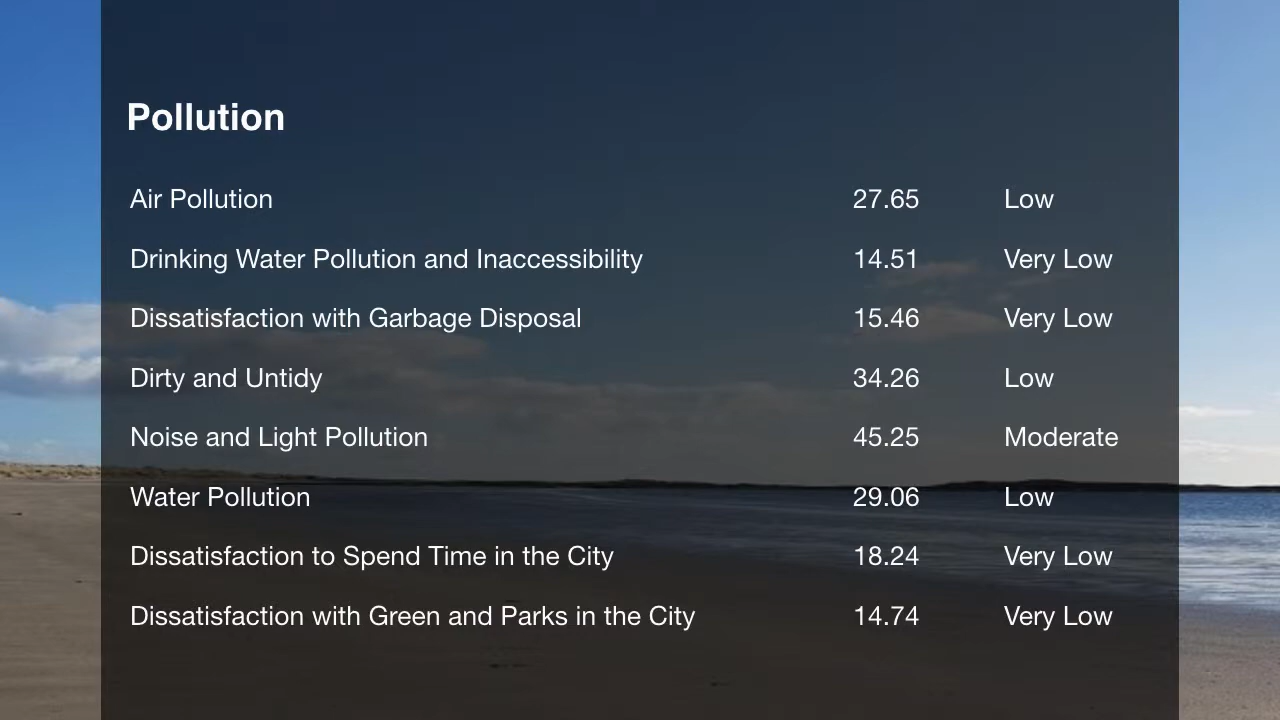 Pollution
Air Pollution 27.65 Low
Drinking Water Pollution and Inaccessibility 14.51 Very Low
Dissatisfaction with Garbage Disposal 15.46 Very Low
Dirty and Untidy 34.26 Low
Noise and Light Pollution 45.25 Moderate
Water Pollution 29.06 Low
Dissatisfaction to Spend Time in the City 18.24 Very Low
Dissatisfaction with Green and Parks in the City 14.74 Very Low